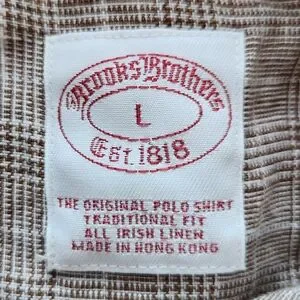 Brooks Brothers
L
Est. 1818
THE ORIGINAL POLO SHIRT
TRADITIONAL FIT
ALL IRISH LINEN
MADE IN HONG KONG